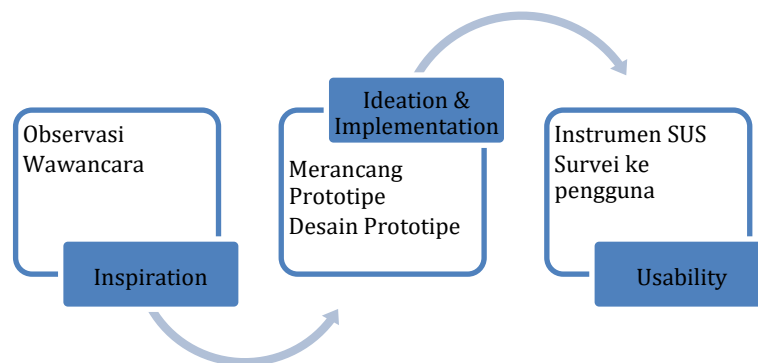 Observasi
Wawancara
Inspiration
Ideation &
Implementation
Merancang
Prototipe
Desain Prototipe
Instrumen SUS
Survei ke
pengguna
Usability